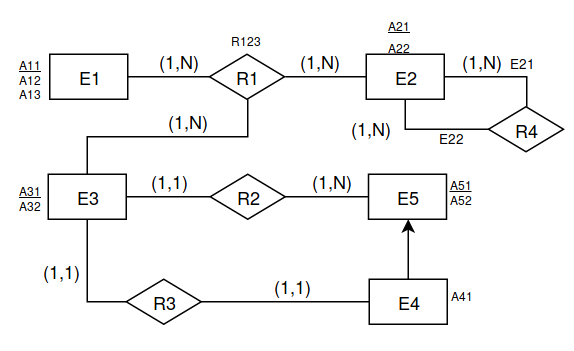 A21
R123
A22
A11
A12
A13
E1
(1,N)
R1
(1,N)
E2
(1,N)
E21
R4
E22
(1,N)
(1,N)
A31
A32
E3
(1,1)
R2
(1,N)
E5
A51
A52
(1,1)
R3
(1,1)
E4
A41